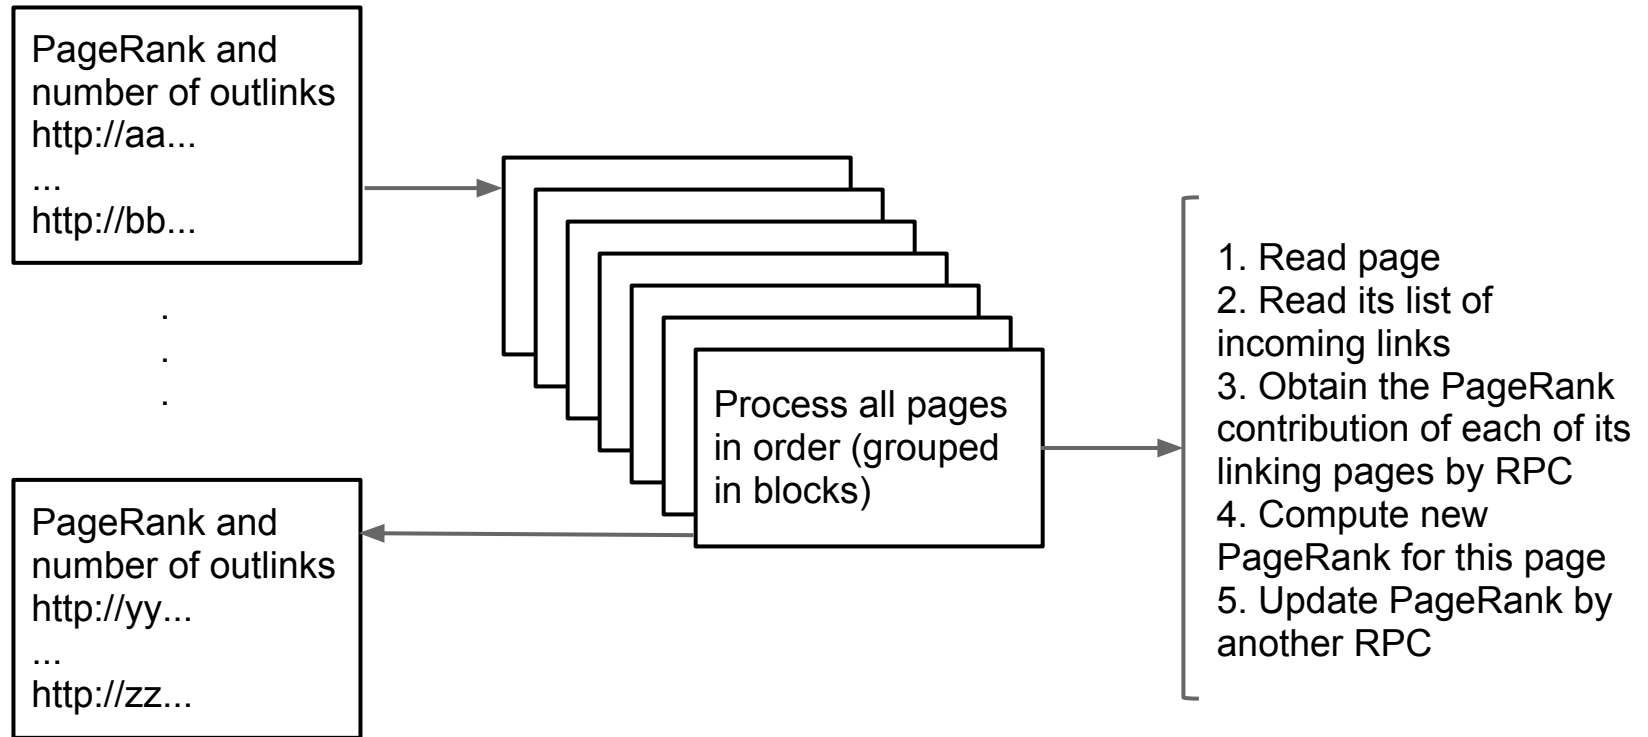 PageRank and
number of outlinks
http://aa...
...
http://bb...
.
.
.
PageRank and
number of outlinks
http://yy...
...
http://zz...
Process all pages
in order (grouped
in blocks)
1. Read page
2. Read its list of
incoming links
3. Obtain the PageRank
contribution of each of its
linking pages by RPC
4. Compute new
PageRank for this page
5. Update PageRank by
another RPC